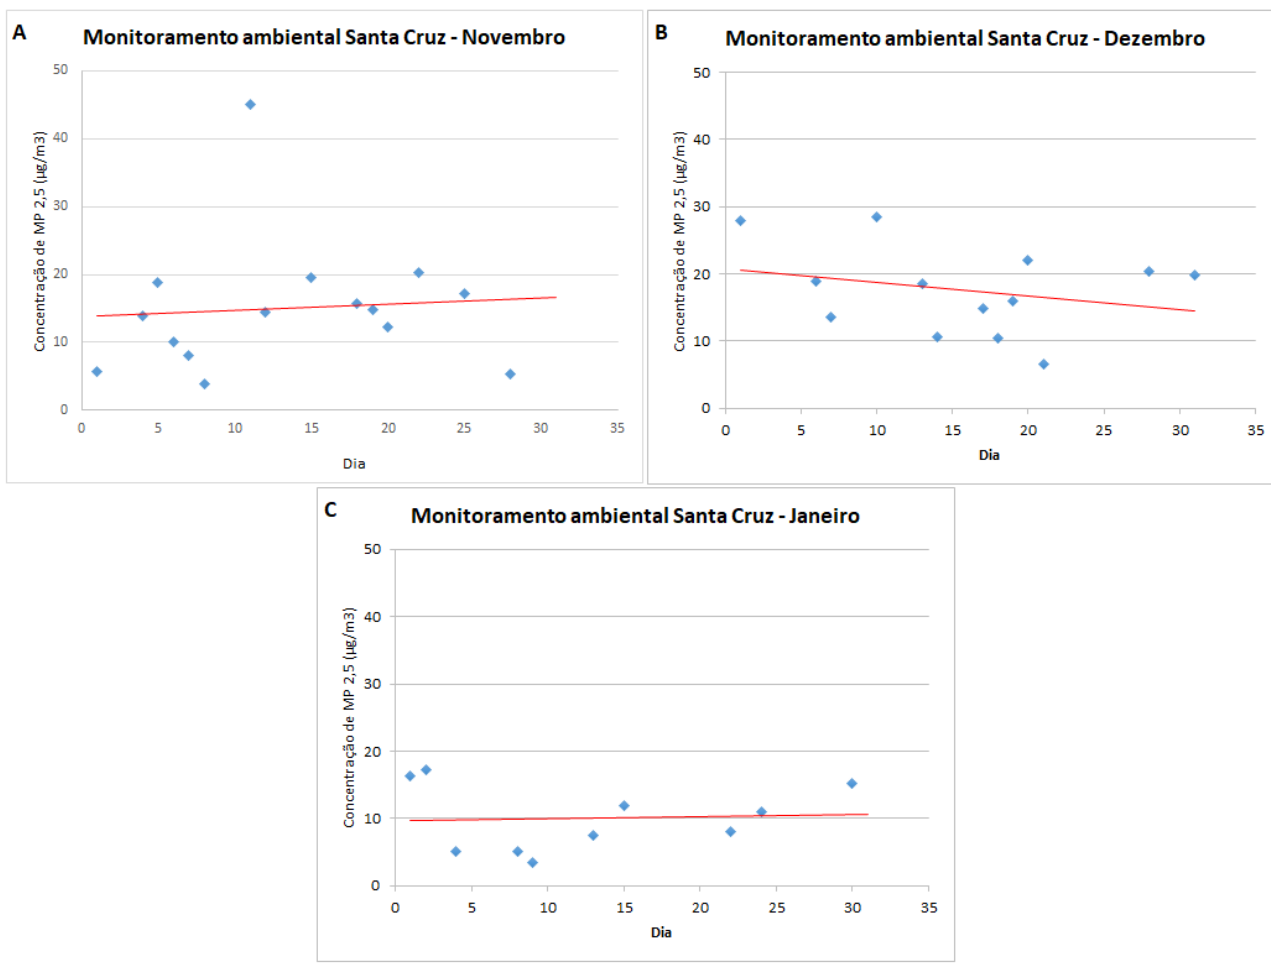 A
Monitoramento ambiental Santa Cruz - Novembro
Concentração de MP 2,5 (µg/m3)
50
40
30
20
10
0
0 5 10 15 20 25 30 35
Dia
B
Monitoramento ambiental Santa Cruz - Dezembro
Concentração de MP 2,5 (µg/m3)
50
40
30
20
10
0
0 5 10 15 20 25 30 35
Dia
C
Monitoramento ambiental Santa Cruz - Janeiro
Concentração de MP 2,5 (µg/m3)
50
40
30
20
10
0
0 5 10 15 20 25 30 35
Dia